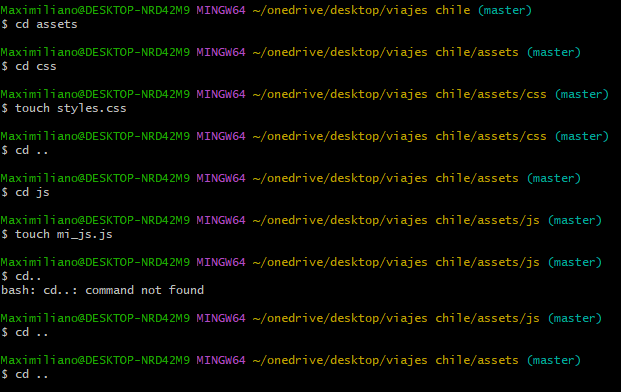 Maximiliano@DESKTOP-NRD42M9 MINGW64 ~/onedrive/desktop/viajes chile (master)
$ cd assets
Maximiliano@DESKTOP-NRD42M9 MINGW64 ~/onedrive/desktop/viajes chile/assets (master)
$ cd css
Maximiliano@DESKTOP-NRD42M9 MINGW64 ~/onedrive/desktop/viajes chile/assets/css (master)
$ touch styles.css
Maximiliano@DESKTOP-NRD42M9 MINGW64 ~/onedrive/desktop/viajes chile/assets/css (master)
$ cd ..
Maximiliano@DESKTOP-NRD42M9 MINGW64 ~/onedrive/desktop/viajes chile/assets (master)
$ cd js
Maximiliano@DESKTOP-NRD42M9 MINGW64 ~/onedrive/desktop/viajes chile/assets/js (master)
$ touch mi_js.js
Maximiliano@DESKTOP-NRD42M9 MINGW64 ~/onedrive/desktop/viajes chile/assets/js (master)
$ cd..
bash: cd..: command not found
Maximiliano@DESKTOP-NRD42M9 MINGW64 ~/onedrive/desktop/viajes chile/assets/js (master)
$ cd ..
Maximiliano@DESKTOP-NRD42M9 MINGW64 ~/onedrive/desktop/viajes chile/assets (master)
$ cd ..